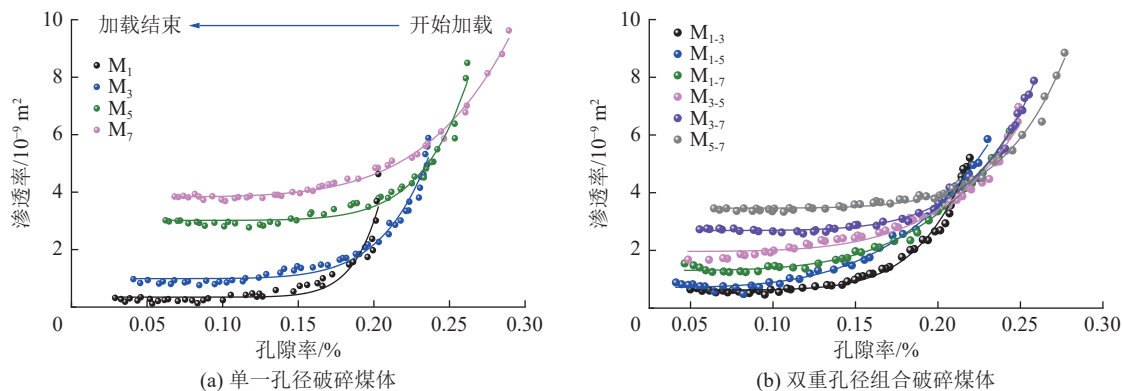 加载结束
开始加载
M₁
M₃
M₅
M₇
10
8
6
4
2
0
0.05
0.10
0.15
0.20
0.25
0.30
渗透率/10⁻⁹ m²
孔隙率/%
(a) 单一孔径破碎煤体
M₁₋₃
M₁₋₅
M₁₋₇
M₃₋₅
M₃₋₇
M₅₋₇
10
8
6
4
2
0
0.05
0.10
0.15
0.20
0.25
0.30
渗透率/10⁻⁹ m²
孔隙率/%
(b) 双重孔径组合破碎煤体